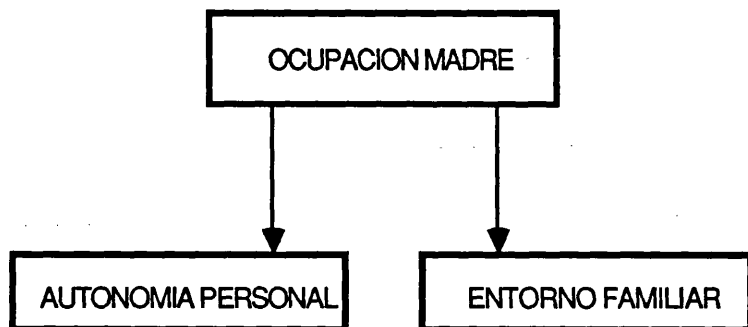 OCUPACION MADRE
AUTONOMIA PERSONAL
ENTORNO FAMILIAR